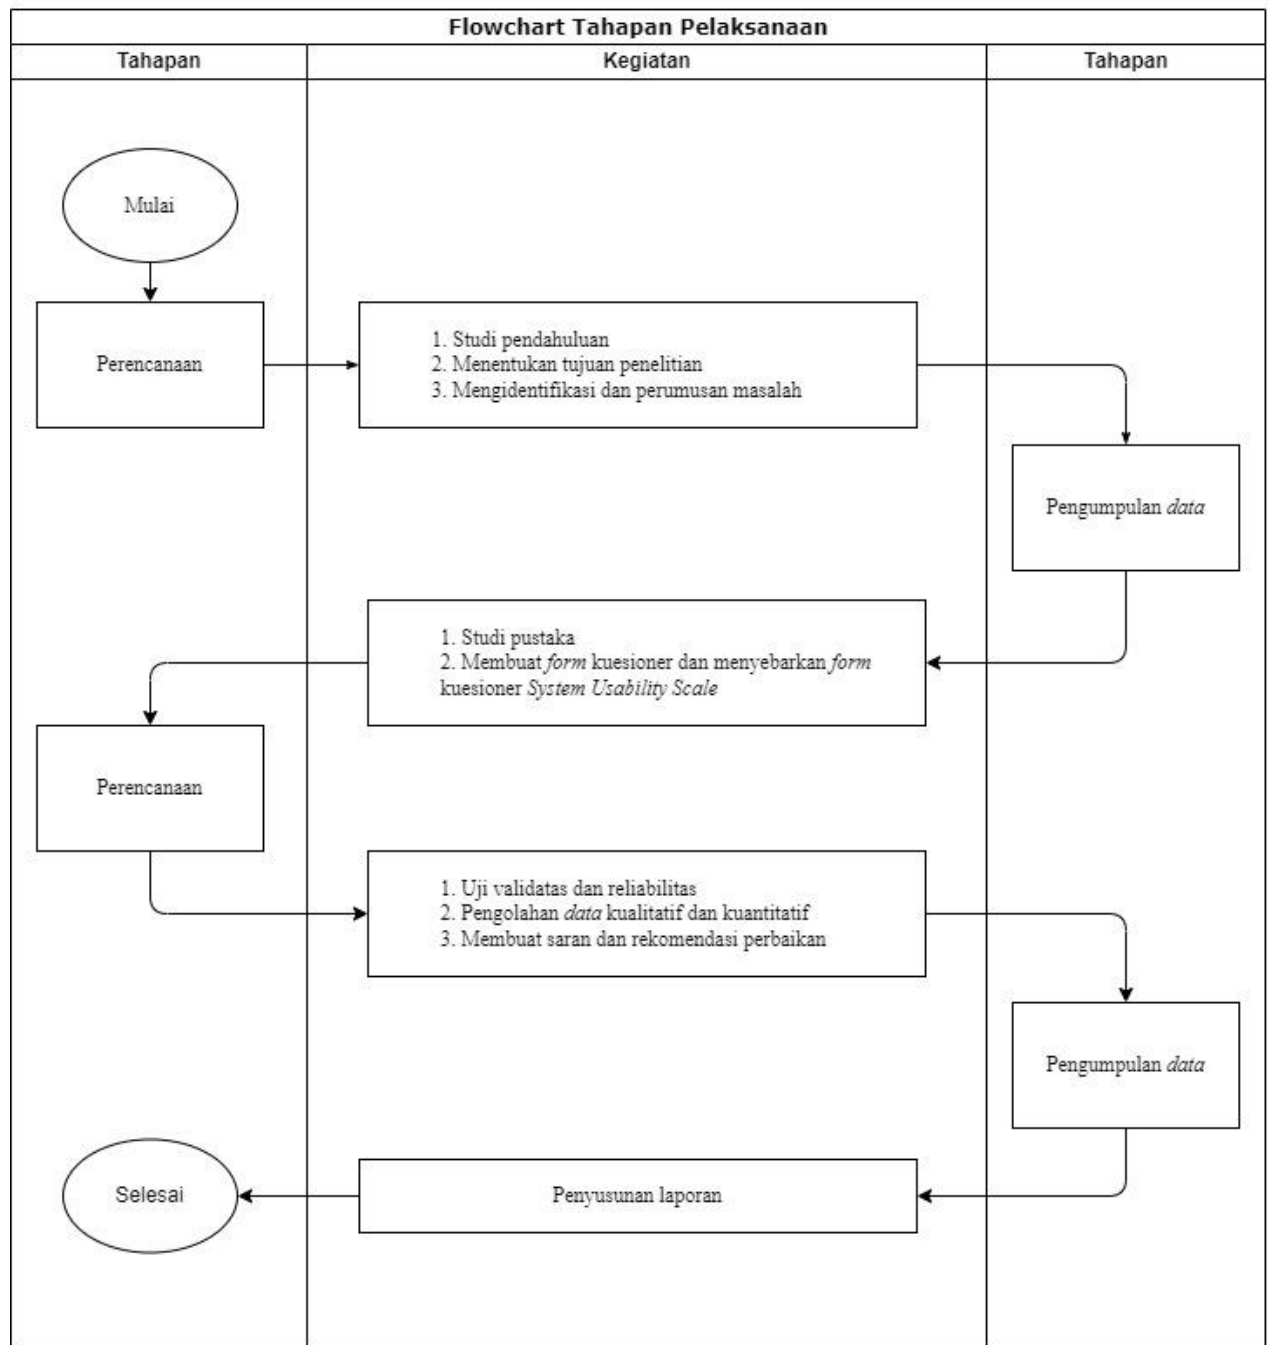 Flowchart Tahapan Pelaksanaan
Tahapan
Kegiatan
Tahapan
Mulai
Perencanaan
1. Studi pendahuluan
2. Menentukan tujuan penelitian
3. Mengidentifikasi dan perumusan masalah
Pengumpulan data
1. Studi pustaka
2. Membuat form kuesioner dan menyebarkan form
kuesioner System Usability Scale
Perencanaan
1. Uji validatas dan reliabilitas
2. Pengolahan data kualitatif dan kuantitatif
3. Membuat saran dan rekomendasi perbaikan
Pengumpulan data
Penyusunan laporan
Selesai